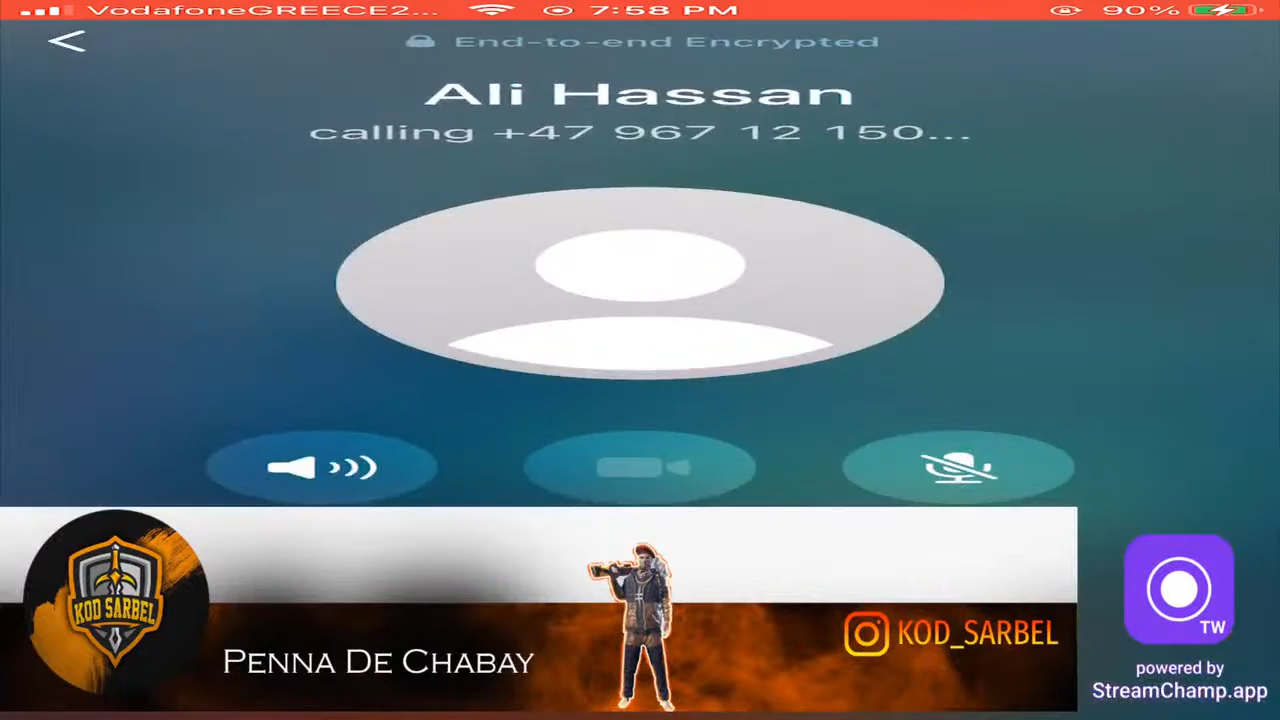 VodafoneGREECE2... 7:58 PM 90%
End-to-end Encrypted
Ali Hassan
calling +47 967 12 150...
KOD SARBEL
PENNA DE CHABAY
KOD_SARBEL
TW
powered by
StreamChamp.app